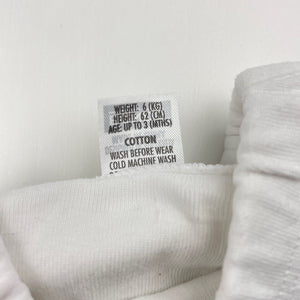 WEIGHT: 6 (KG)
HEIGHT: 62 (CM)
AGE: UP TO 3 (MTHS)
COTTON
WASH BEFORE WEAR
COLD MACHINE WASH